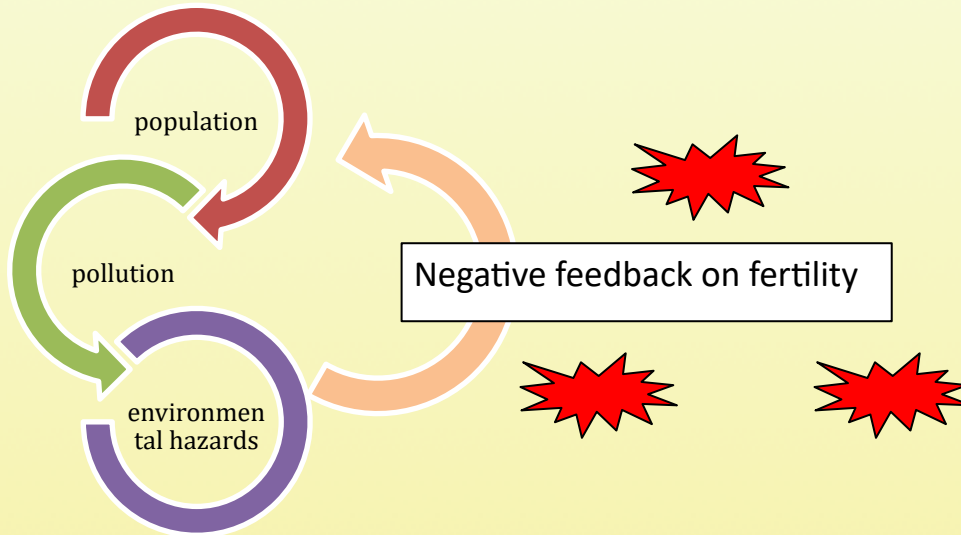 population
pollution
Negative feedback on fertility
environmen
tal hazards